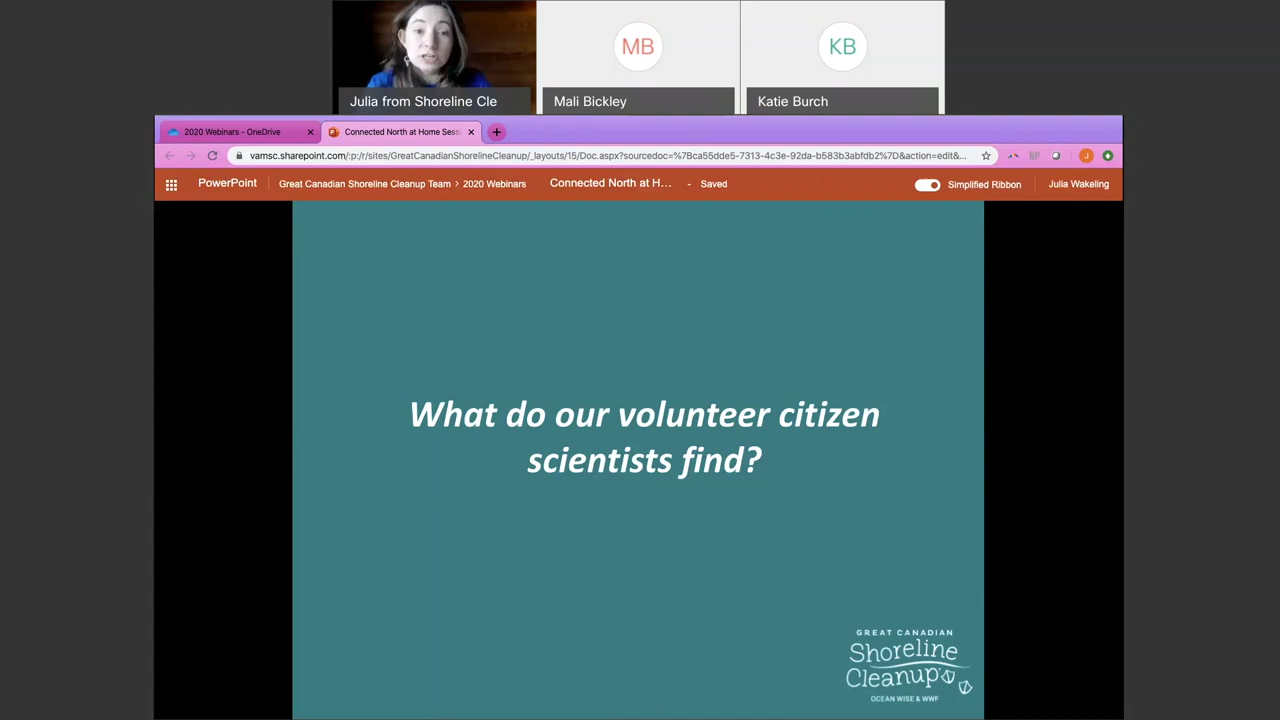 MB
KB
Julia from Shoreline Cle
Mali Bickley
Katie Burch
2020 Webinars - OneDrive
Connected North at Home Sessi
vamsc.sharepoint.com/:p:/r/sites/GreatCanadianShorelineCleanup/_layouts/15/Doc.aspx?sourcedoc=%7Bca55dde5-7313-4c3e-92da-b583b3abfdb2%7D&action=edit&...
NP
J
PowerPoint
Great Canadian Shoreline Cleanup Team > 2020 Webinars
Connected North at H... - Saved
Simplified Ribbon
Julia Wakeling
What do our volunteer citizen
scientists find?
GREAT CANADIAN
Shoreline
Cleanup
OCEAN WISE & WWF